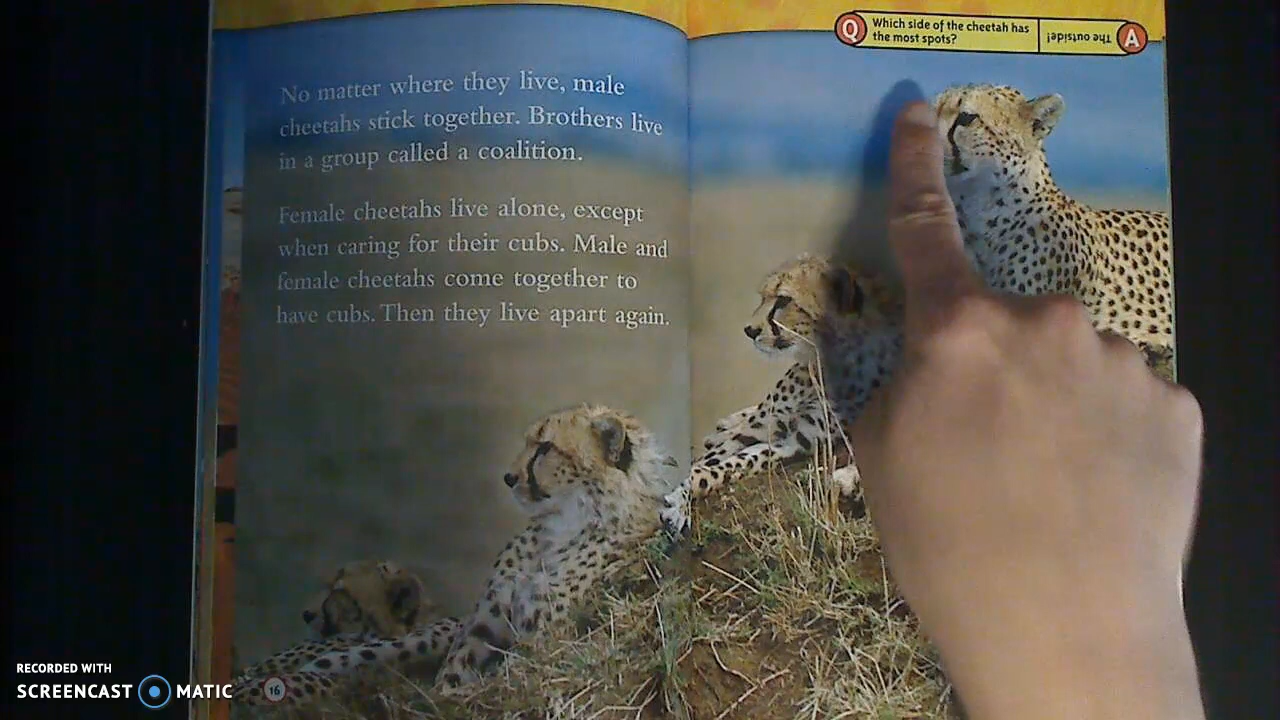 Q Which side of the cheetah has
the most spots?
The outside! A
No matter where they live, male
cheetahs stick together. Brothers live
in a group called a coalition.
Female cheetahs live alone, except
when caring for their cubs. Male and
female cheetahs come together to
have cubs. Then they live apart again.
16
RECORDED WITH
SCREENCAST MATIC